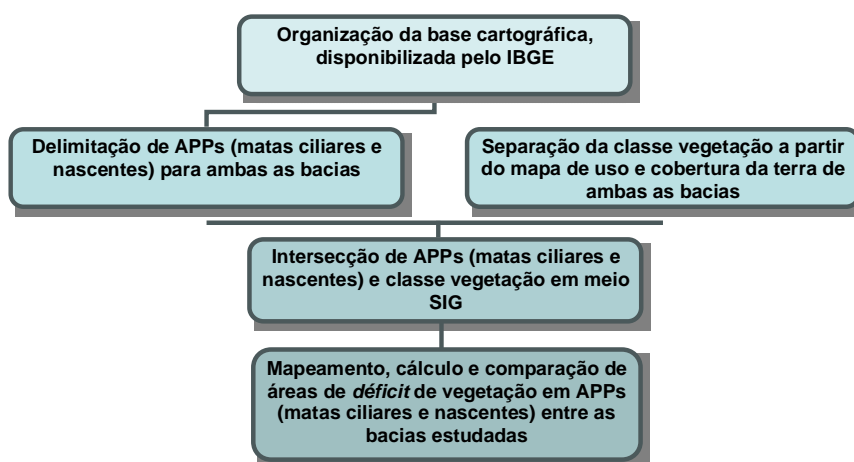 Organização da base cartográfica,
disponibilizada pelo IBGE
Delimitação de APPs (matas ciliares e
nascentes) para ambas as bacias
Separação da classe vegetação a partir
do mapa de uso e cobertura da terra de
ambas as bacias
Intersecção de APPs (matas ciliares e
nascentes) e classe vegetação em meio
SIG
Mapeamento, cálculo e comparação de
áreas de déficit de vegetação em APPs
(matas ciliares e nascentes) entre as
bacias estudadas